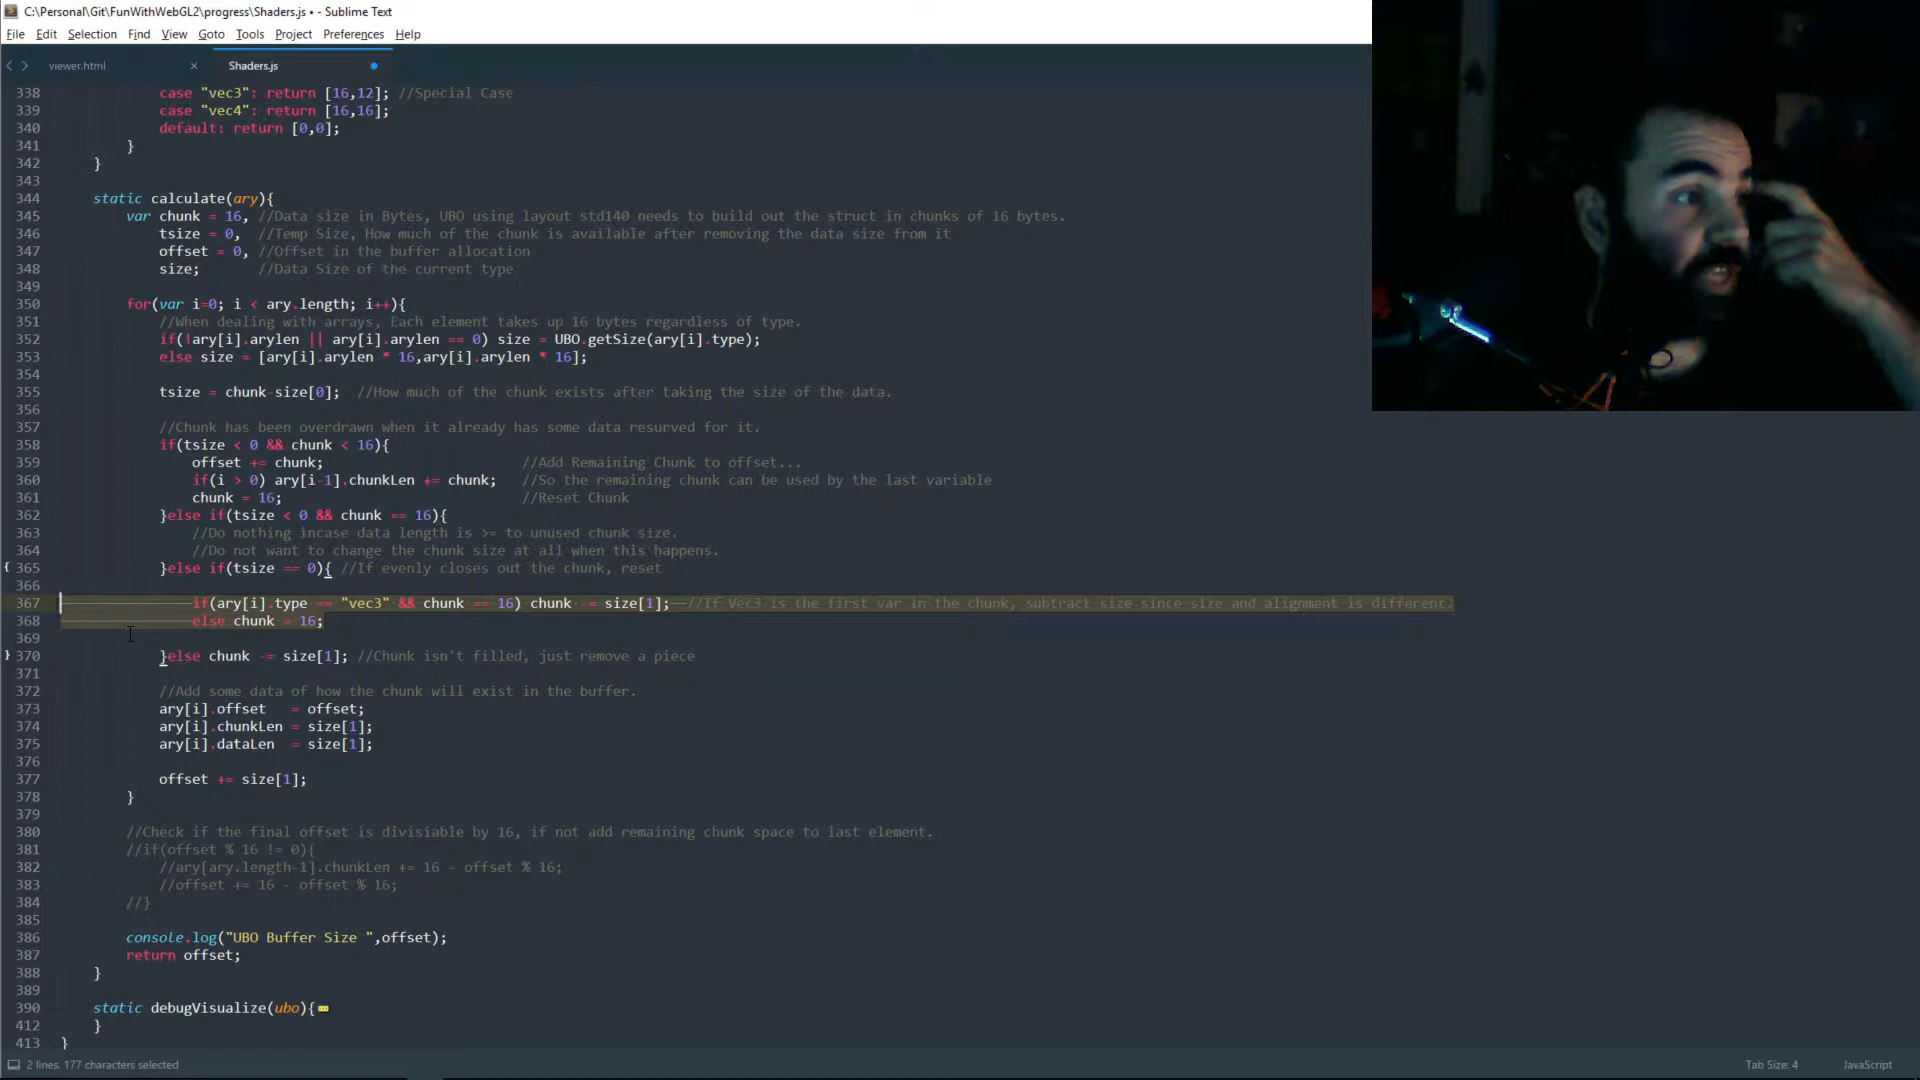 C:\Personal\Git\FunWithWebGL2\progress\Shaders.js • - Sublime Text
File Edit Selection Find View Goto Tools Project Preferences Help
viewer.html × Shaders.js
338 case "vec3": return [16,12]; //Special Case
339 case "vec4": return [16,16];
340 default: return [0,0];
341 }
342 }
343
344 static calculate(ary){
345 var chunk = 16, //Data size in Bytes, UBO using layout std140 needs to build out the struct in chunks of 16 bytes.
346 tsize = 0, //Temp Size, How much of the chunk is available after removing the data size from it
347 offset = 0, //Offset in the buffer allocation
348 size; //Data Size of the current type
349
350 for(var i=0; i < ary.length; i++){
351 //When dealing with arrays, Each element takes up 16 bytes regardless of type.
352 if(!ary[i].arylen || ary[i].arylen == 0) size = UBO.getSize(ary[i].type);
353 else size = [ary[i].arylen * 16,ary[i].arylen * 16];
354
355 tsize = chunk-size[0]; //How much of the chunk exists after taking the size of the data.
356
357 //Chunk has been overdrawn when it already has some data resurved for it.
358 if(tsize < 0 && chunk < 16){
359 offset += chunk; //Add Remaining Chunk to offset...
360 if(i > 0) ary[i-1].chunkLen += chunk; //So the remaining chunk can be used by the last variable
361 chunk = 16; //Reset Chunk
362 }else if(tsize < 0 && chunk == 16){
363 //Do nothing incase data length is >= to unused chunk size.
364 //Do not want to change the chunk size at all when this happens.
365 }else if(tsize == 0){ //If evenly closes out the chunk, reset
366
367 if(ary[i].type == "vec3" && chunk == 16) chunk -= size[1]; //If Vec3 is the first var in the chunk, subtract size since size and alignment is different.
368 else chunk = 16;
369
370 }else chunk -= size[1]; //Chunk isn't filled, just remove a piece
371
372 //Add some data of how the chunk will exist in the buffer.
373 ary[i].offset = offset;
374 ary[i].chunkLen = size[1];
375 ary[i].dataLen = size[1];
376
377 offset += size[1];
378 }
379
380 //Check if the final offset is divisiable by 16, if not add remaining chunk space to last element.
381 //if(offset % 16 != 0){
382 //ary[ary.length-1].chunkLen += 16 - offset % 16;
383 //offset += 16 - offset % 16;
384 //}
385
386 console.log("UBO Buffer Size ",offset);
387 return offset;
388 }
389
390 static debugVisualize(ubo){
412 }
413 }
2 lines, 177 characters selected Tab Size: 4 JavaScript